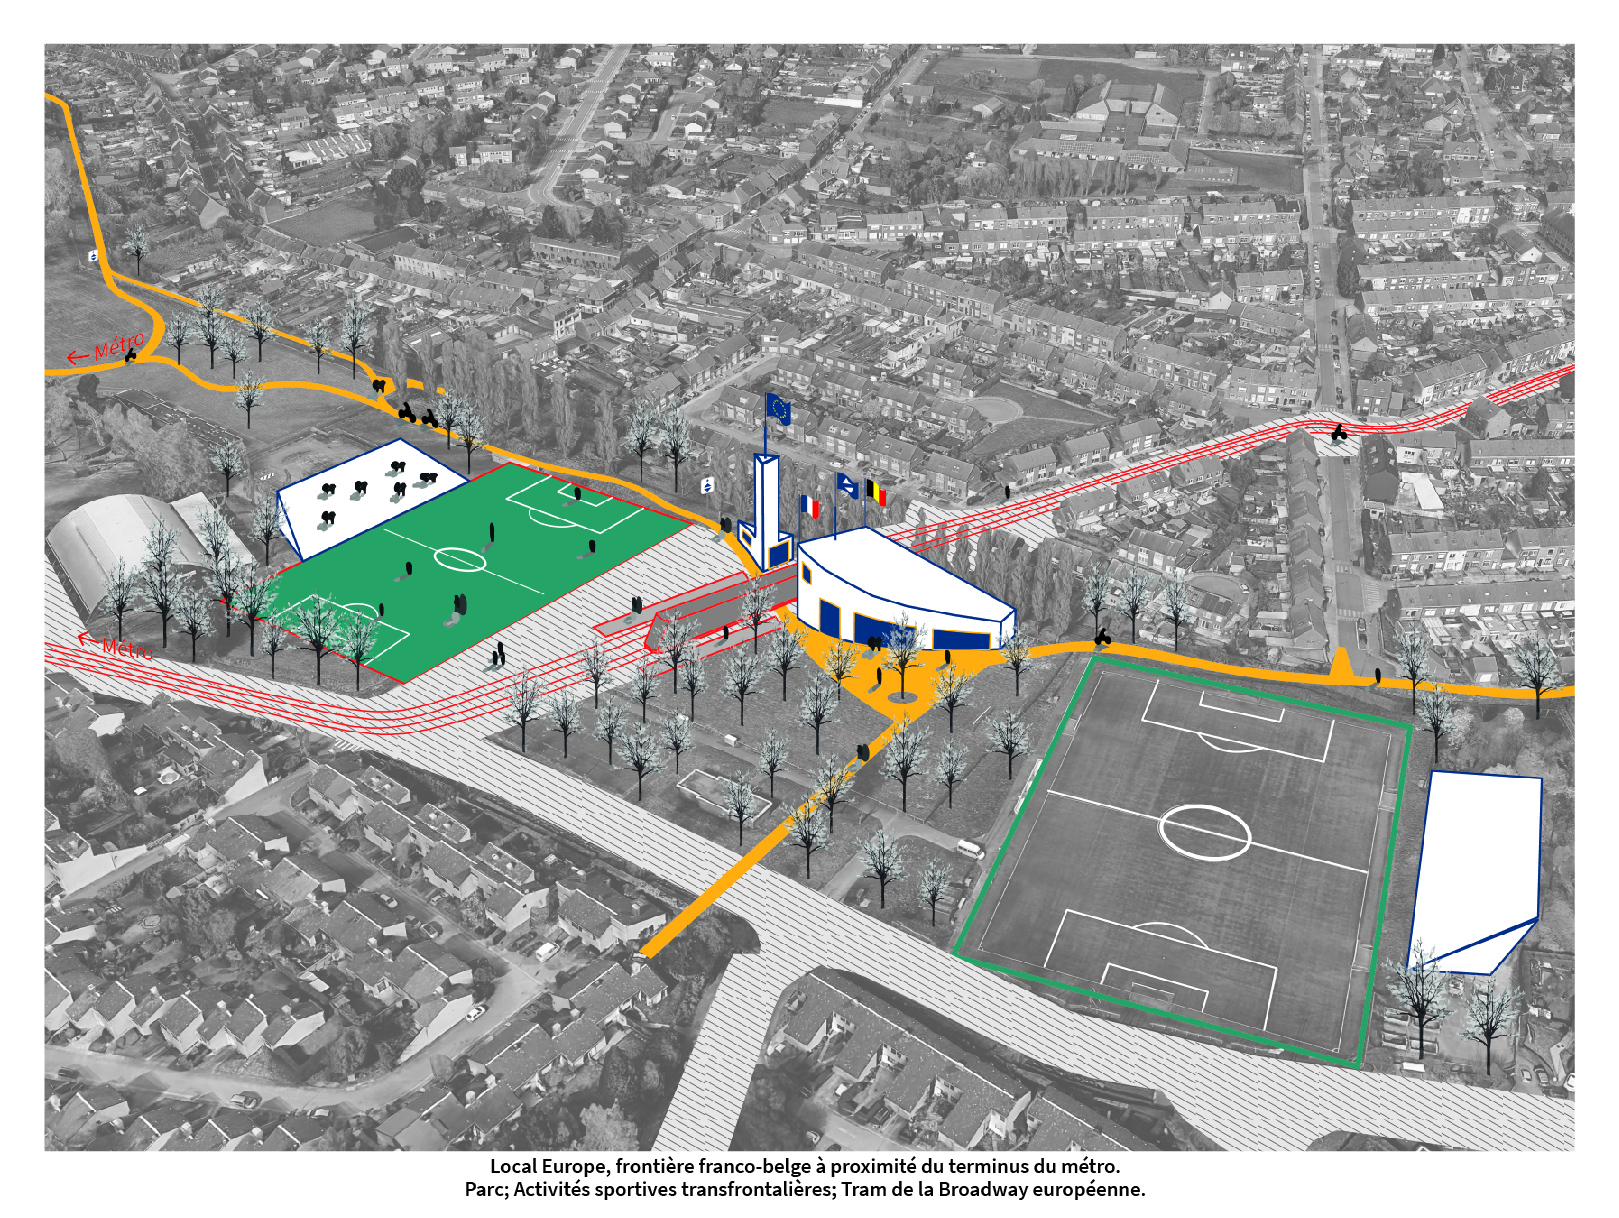 ← Métro
← Métro
Local Europe, frontière franco-belge à proximité du terminus du métro.
Parc; Activités sportives transfrontalières; Tram de la Broadway européenne.